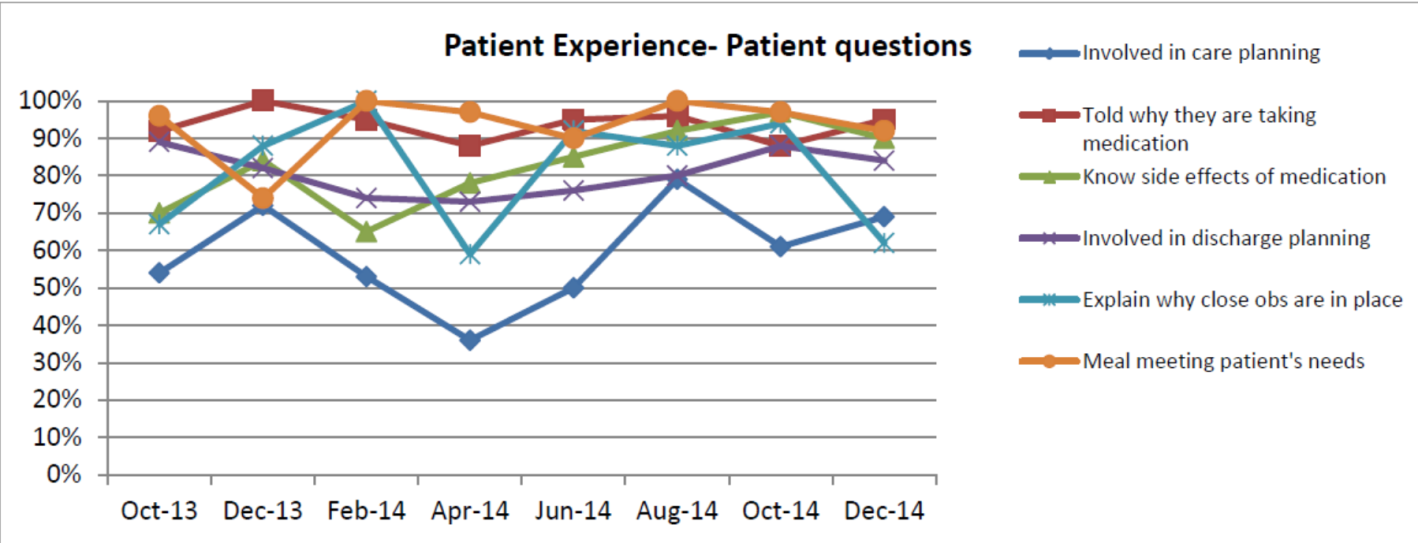 Patient Experience- Patient questions
100%
90%
80%
70%
60%
50%
40%
30%
20%
10%
0%
Oct-13 Dec-13 Feb-14 Apr-14 Jun-14 Aug-14 Oct-14 Dec-14
Involved in care planning
Told why they are taking
medication
Know side effects of medication
Involved in discharge planning
Explain why close obs are in place
Meal meeting patient's needs